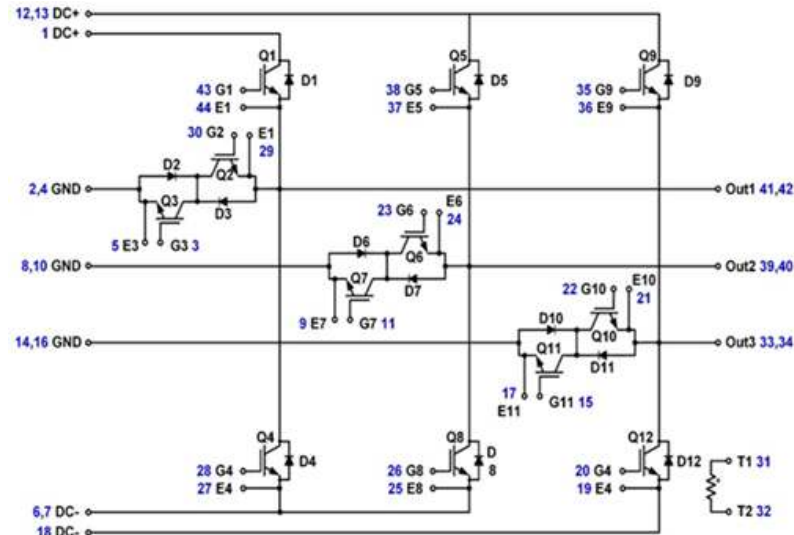 12,13 DC+
1 DC+
Q1
D1
Q5
D5
Q9
D9
43 G1
44 E1
38 G5
37 E5
35 G9
36 E9
30 G2
E1
29
D2
Q2
Q3
D3
2,4 GND
Out1 41,42
5 E3
G3 3
23 G6
E6
24
D6
Q6
Q7
D7
8,10 GND
Out2 39,40
9 E7
G7 11
22 G10
E10
21
D10
Q10
Q11
D11
14,16 GND
Out3 33,34
17
E11
G11 15
Q4
D4
Q8
D
8
Q12
D12
28 G4
27 E4
26 G8
25 E8
20 G4
19 E4
T1 31
T2 32
6,7 DC-
18 DC-